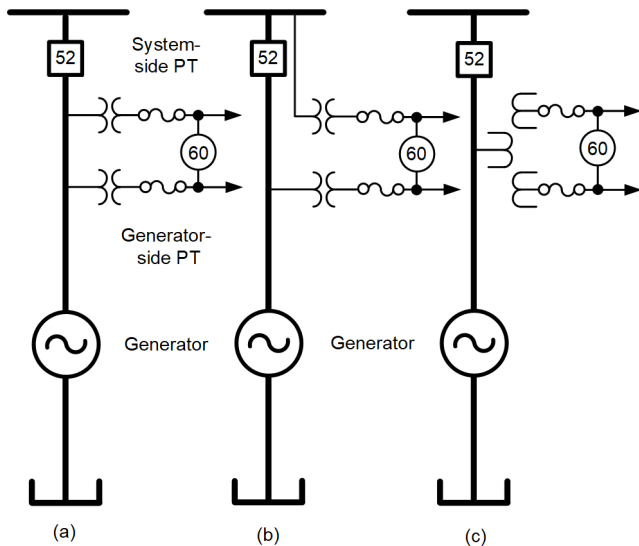 52
System-
side PT
52
52
60
60
60
Generator-
side PT
Generator
Generator
(a)
(b)
(c)